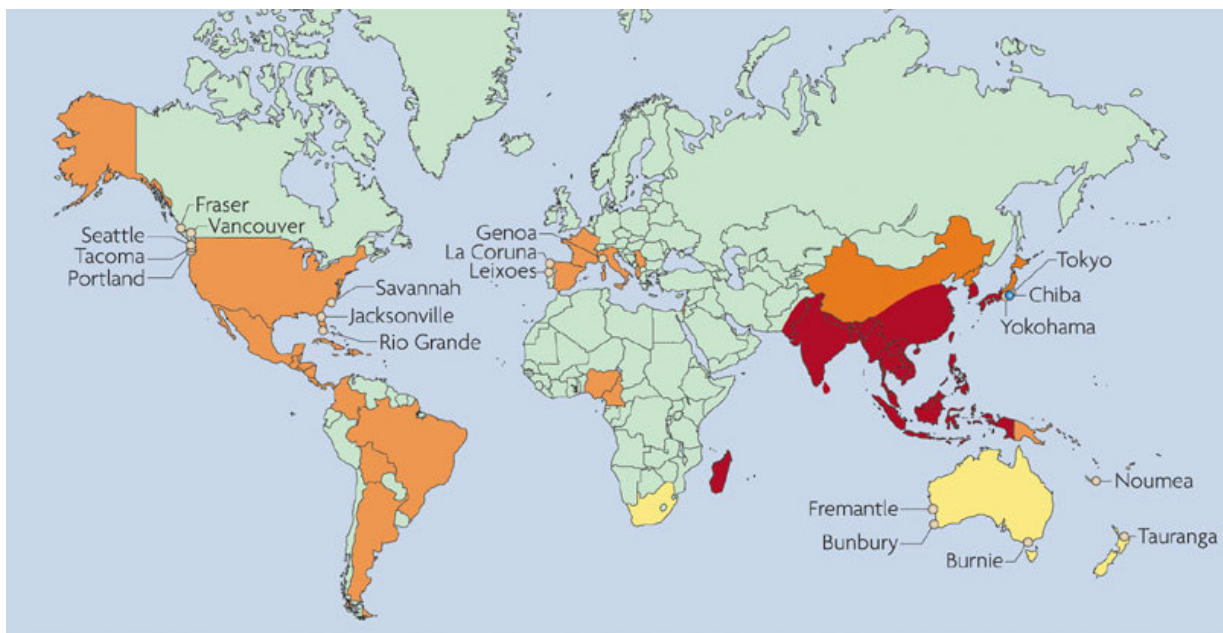 Fraser
Vancouver
Seattle
Tacoma
Portland
Savannah
Jacksonville
Rio Grande
Genoa
La Coruna
Leixoes
Tokyo
Chiba
Yokohama
Noumea
Fremantle
Bunbury
Burnie
Tauranga